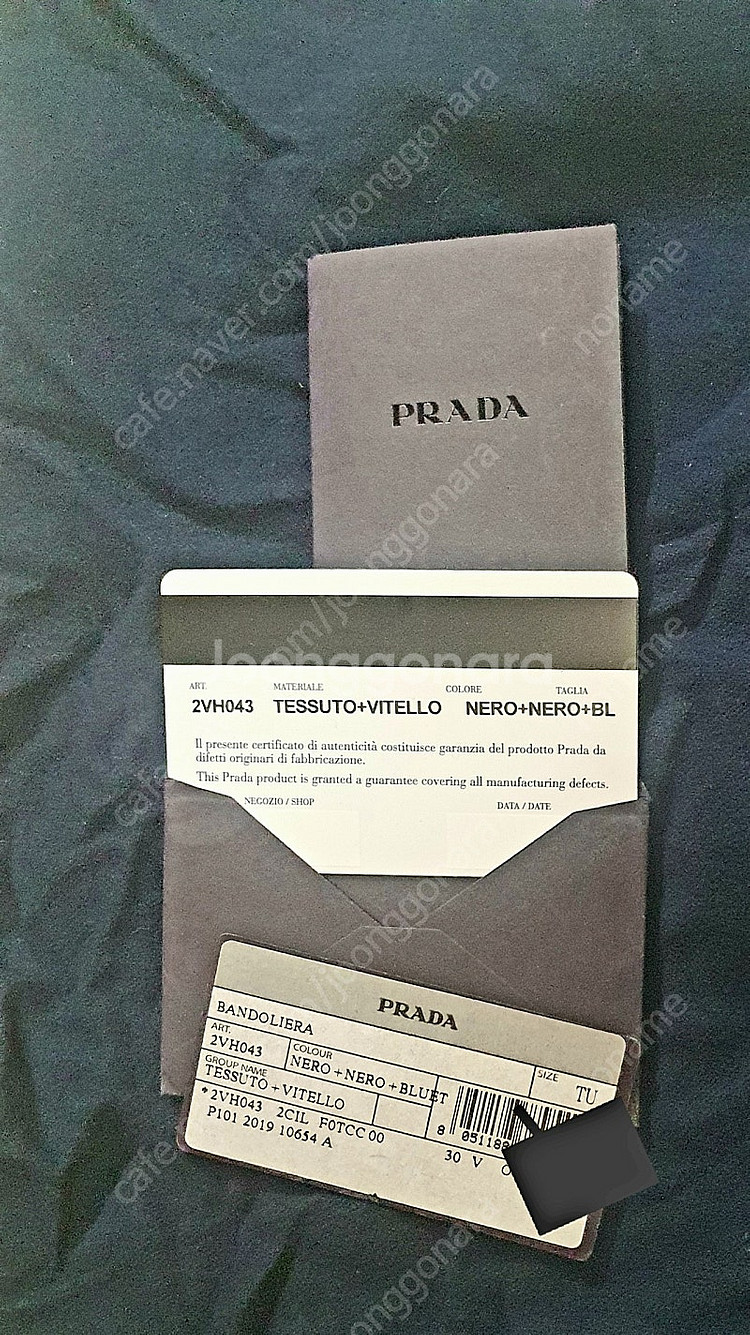 PRADA
ART. MATERIALE COLORE TAGLIA
2VH043 TESSUTO+VITELLO NERO+NERO+BL
Il presente certificato di autenticità costituisce garanzia del prodotto Prada da
difetti originari di fabbricazione.
This Prada product is granted a guarantee covering all manufacturing defects.
NEGOZIO / SHOP DATA / DATE
PRADA
BANDOLIERA
ART. COLOUR SIZE
2VH043 NERO + NERO + BLUET TU
GROUP NAME
TESSUTO + VITELLO
*2VH043 2CIL F0TCC 00
P101 2019 10654 A
8 05118
30 V
cafe.naver.com/joonggonara
noname
Joonggonara